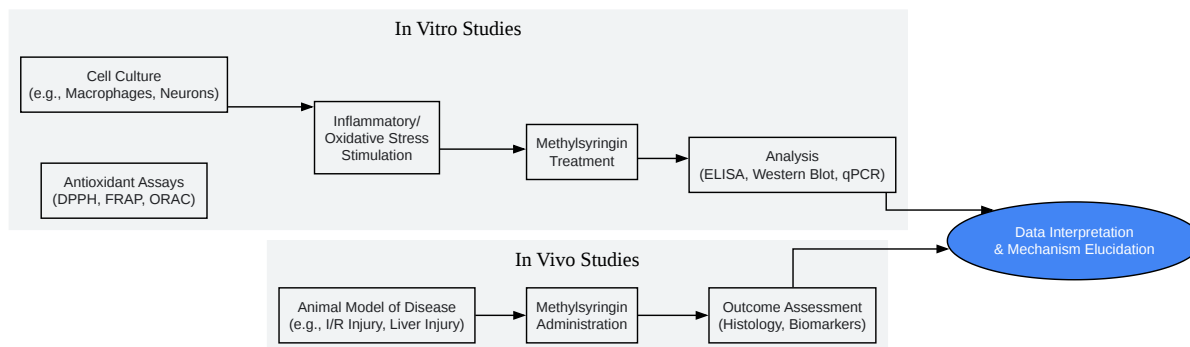 In Vitro Studies
Cell Culture
(e.g., Macrophages, Neurons)
Inflammatory/
Oxidative Stress
Stimulation
Methylsyringin
Treatment
Analysis
(ELISA, Western Blot, qPCR)
Antioxidant Assays
(DPPH, FRAP, ORAC)
Data Interpretation
& Mechanism Elucidation
In Vivo Studies
Animal Model of Disease
(e.g., I/R Injury, Liver Injury)
Methylsyringin
Administration
Outcome Assessment
(Histology, Biomarkers)